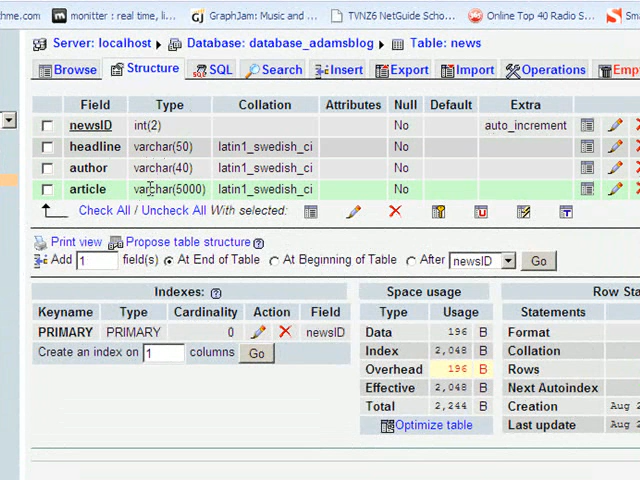 hme.com monitter : real time, li... GraphJam: Music and ... TVNZ6 NetGuide Scho... Online Top 40 Radio S... Sma
Server: localhost ▸ Database: database_adamsblog ▸ Table: news
Browse Structure SQL Search Insert Export Import Operations Emp
Field Type Collation Attributes Null Default Extra
newsID int(2) No auto_increment
headline varchar(50) latin1_swedish_ci No
author varchar(40) latin1_swedish_ci No
article varchar(5000) latin1_swedish_ci No
Check All / Uncheck All With selected:
Print view Propose table structure
Add 1 field(s) At End of Table At Beginning of Table After newsID Go
Indexes: Space usage Row Sta
Keyname Type Cardinality Action Field Type Usage Statements
PRIMARY PRIMARY 0 newsID Data 196 B Format
Create an index on 1 columns Go Index 2,048 B Collation
Overhead 196 B Rows
Effective 2,048 B Next Autoindex
Total 2,244 B Creation Aug 2
Optimize table Last update Aug 2